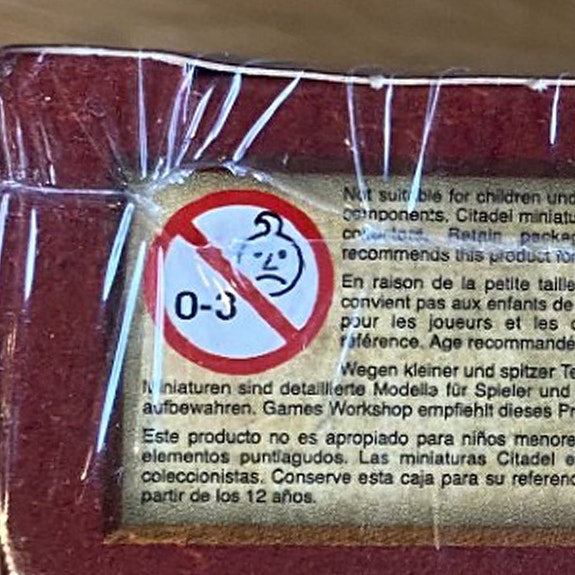 0-3
Not suitable for children und
components. Citadel miniatu
collectors. Retain packag
recommends this product for
En raison de la petite taille
convient pas aux enfants de
pour les joueurs et les c
référence. Age recommandé
Wegen kleiner und spitzer Te
Miniaturen sind detaillierte Modelle für Spieler und
aufbewahren. Games Workshop empfiehlt dieses Pr
Este producto no es apropiado para niños menore
elementos puntiagudos. Las miniaturas Citadel e
coleccionistas. Conserve esta caja para su referenc
partir de los 12 años.